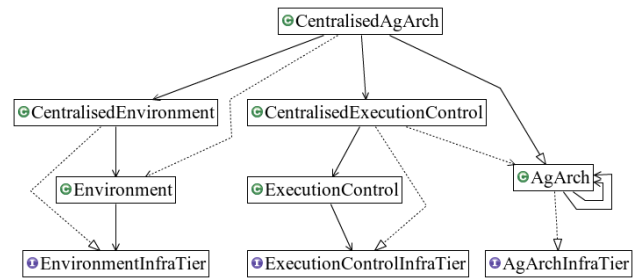 C CentralisedAgArch
C CentralisedEnvironment
C CentralisedExecutionControl
C Environment
C ExecutionControl
C AgArch
I EnvironmentInfraTier
I ExecutionControlInfraTier
I AgArchInfraTier